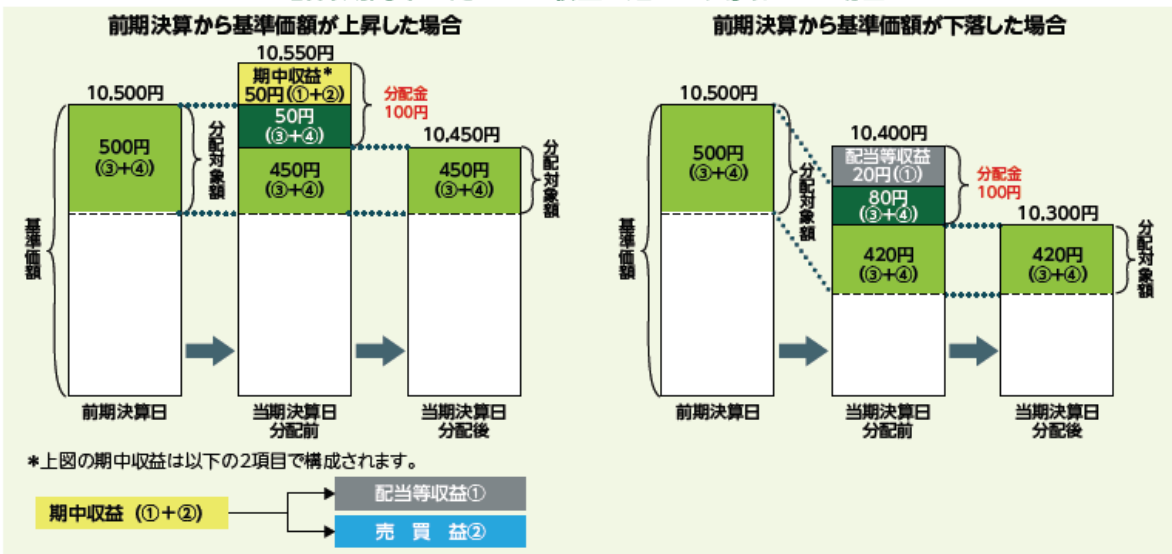 前期決算から基準価額が上昇した場合
10,500円
500円
(③+④)
分配対象額
基準価額
前期決算日
10,550円
期中収益*
50円(①+②)
50円
(③+④)
450円
(③+④)
分配金
100円
当期決算日
分配前
10,450円
450円
(③+④)
分配対象額
当期決算日
分配後
前期決算から基準価額が下落した場合
10,500円
500円
(③+④)
分配対象額
基準価額
前期決算日
10,400円
配当等収益
20円(①)
80円
(③+④)
420円
(③+④)
分配金
100円
当期決算日
分配前
10,300円
420円
(③+④)
分配対象額
当期決算日
分配後
*上図の期中収益は以下の2項目で構成されます。
期中収益 (①+②)
配当等収益①
売 買 益②